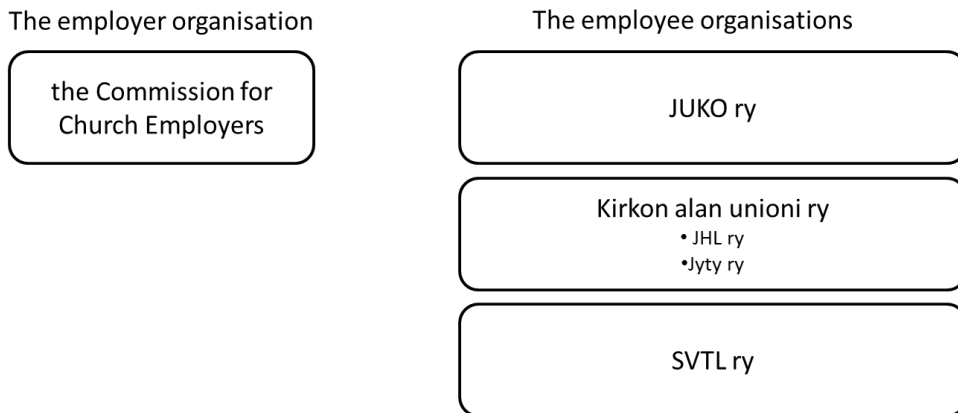 The employer organisation
the Commission for
Church Employers
The employee organisations
JUKO ry
Kirkon alan unioni ry
• JHL ry
•Jyty ry
SVTL ry